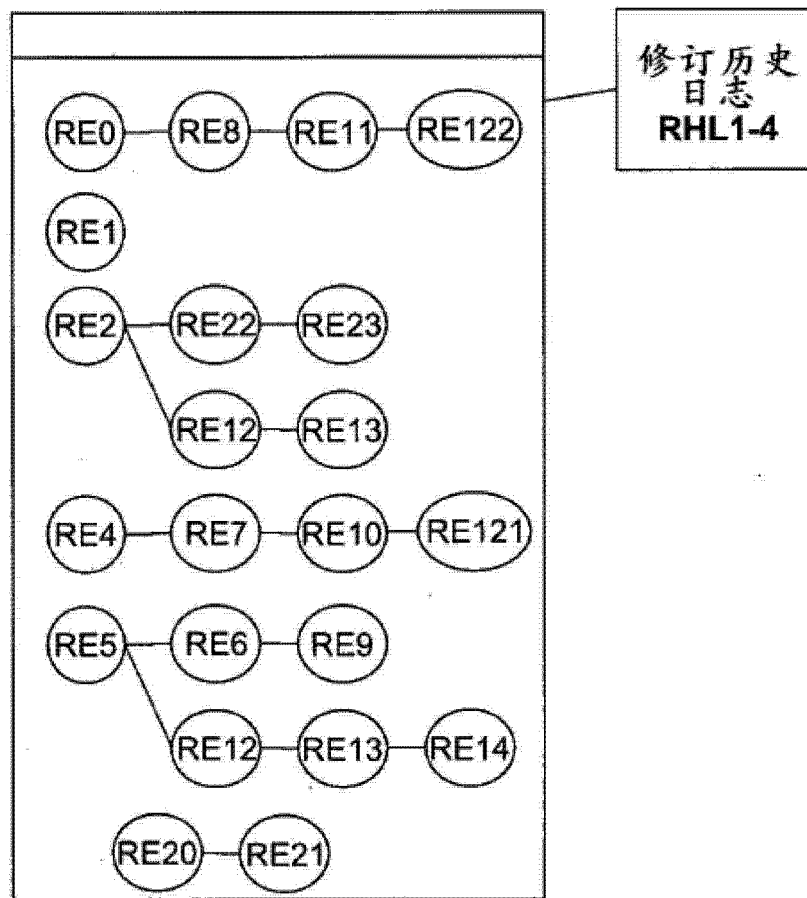 修订历史
日志
RHL1-4
RE0 RE8 RE11 RE122
RE1
RE2 RE22 RE23
RE12 RE13
RE4 RE7 RE10 RE121
RE5 RE6 RE9
RE12 RE13 RE14
RE20 RE21